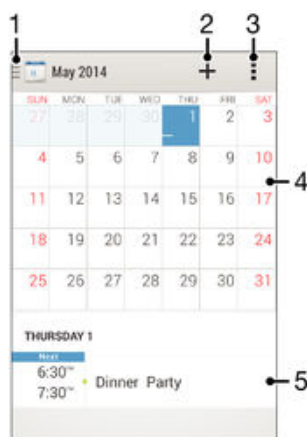 1 2 3
May 2014
SUN MON TUE WED THU FRI SAT
27 28 29 30 1 2 3
4 5 6 7 8 9 10
4
11 12 13 14 15 16 17
18 19 20 21 22 23 24
25 26 27 28 29 30 31
THURSDAY 1
Next
6:30
7:30
Dinner Party
5